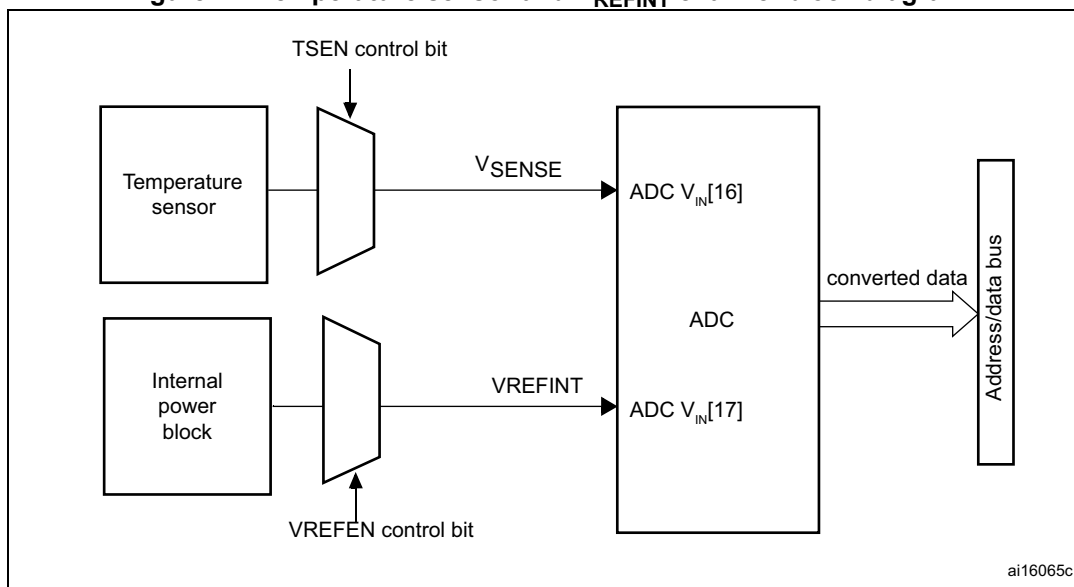 REFINT
TSEN control bit
Temperature
sensor
VSENSE
ADC VIN[16]
converted data
Address/data bus
ADC
Internal
power
block
VREFINT
ADC VIN[17]
VREFEN control bit
ai16065c